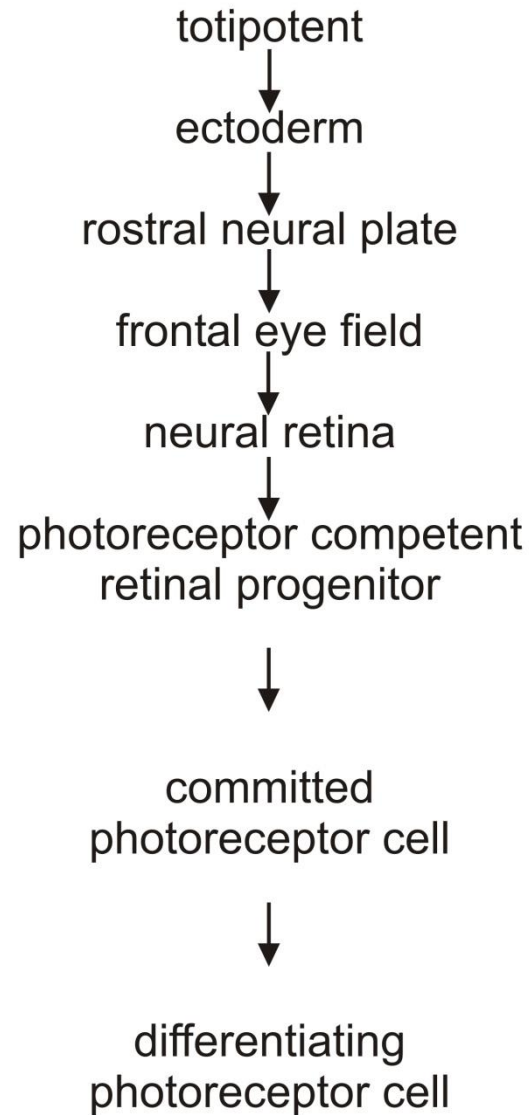 totipotent
ectoderm
rostral neural plate
frontal eye field
neural retina
photoreceptor competent
retinal progenitor
committed
photoreceptor cell
differentiating
photoreceptor cell